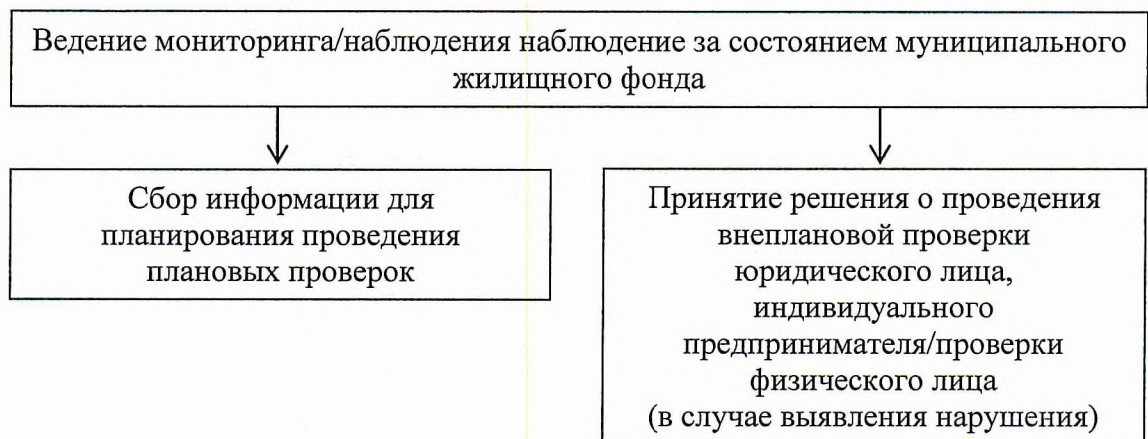 Ведение мониторинга/наблюдения наблюдение за состоянием муниципального
жилищного фонда
Сбор информации для
планирования проведения
плановых проверок
Принятие решения о проведения
внеплановой проверки
юридического лица,
индивидуального
предпринимателя/проверки
физического лица
(в случае выявления нарушения)